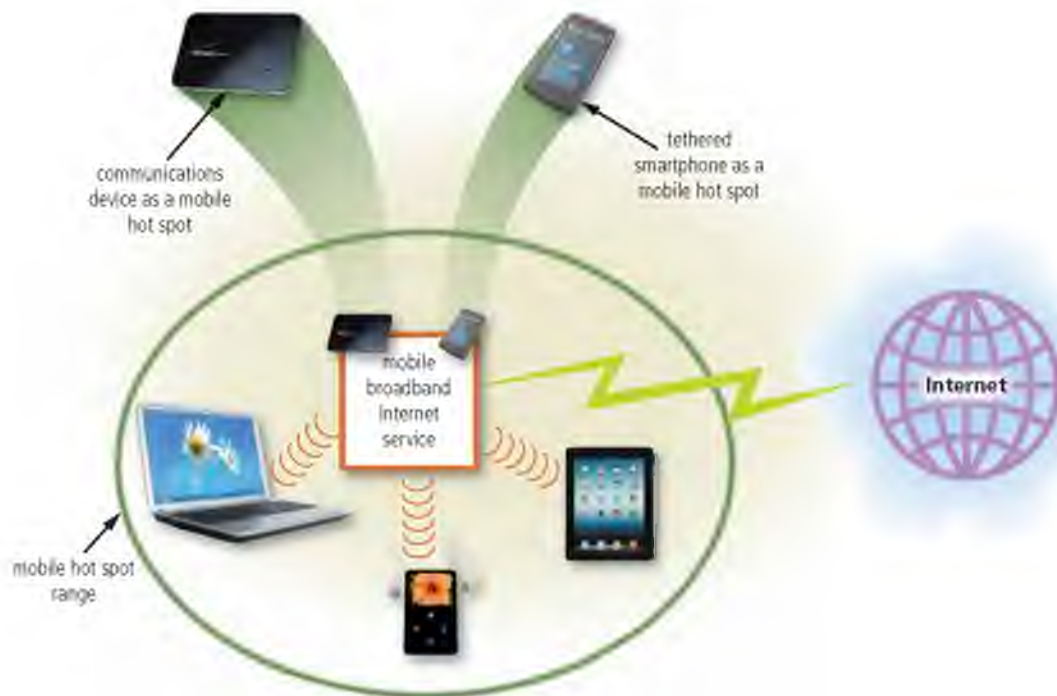 communications
device as a mobile
hot spot
tethered
smartphone as a
mobile hot spot
mobile
broadband
Internet
service
Internet
mobile hot spot
range